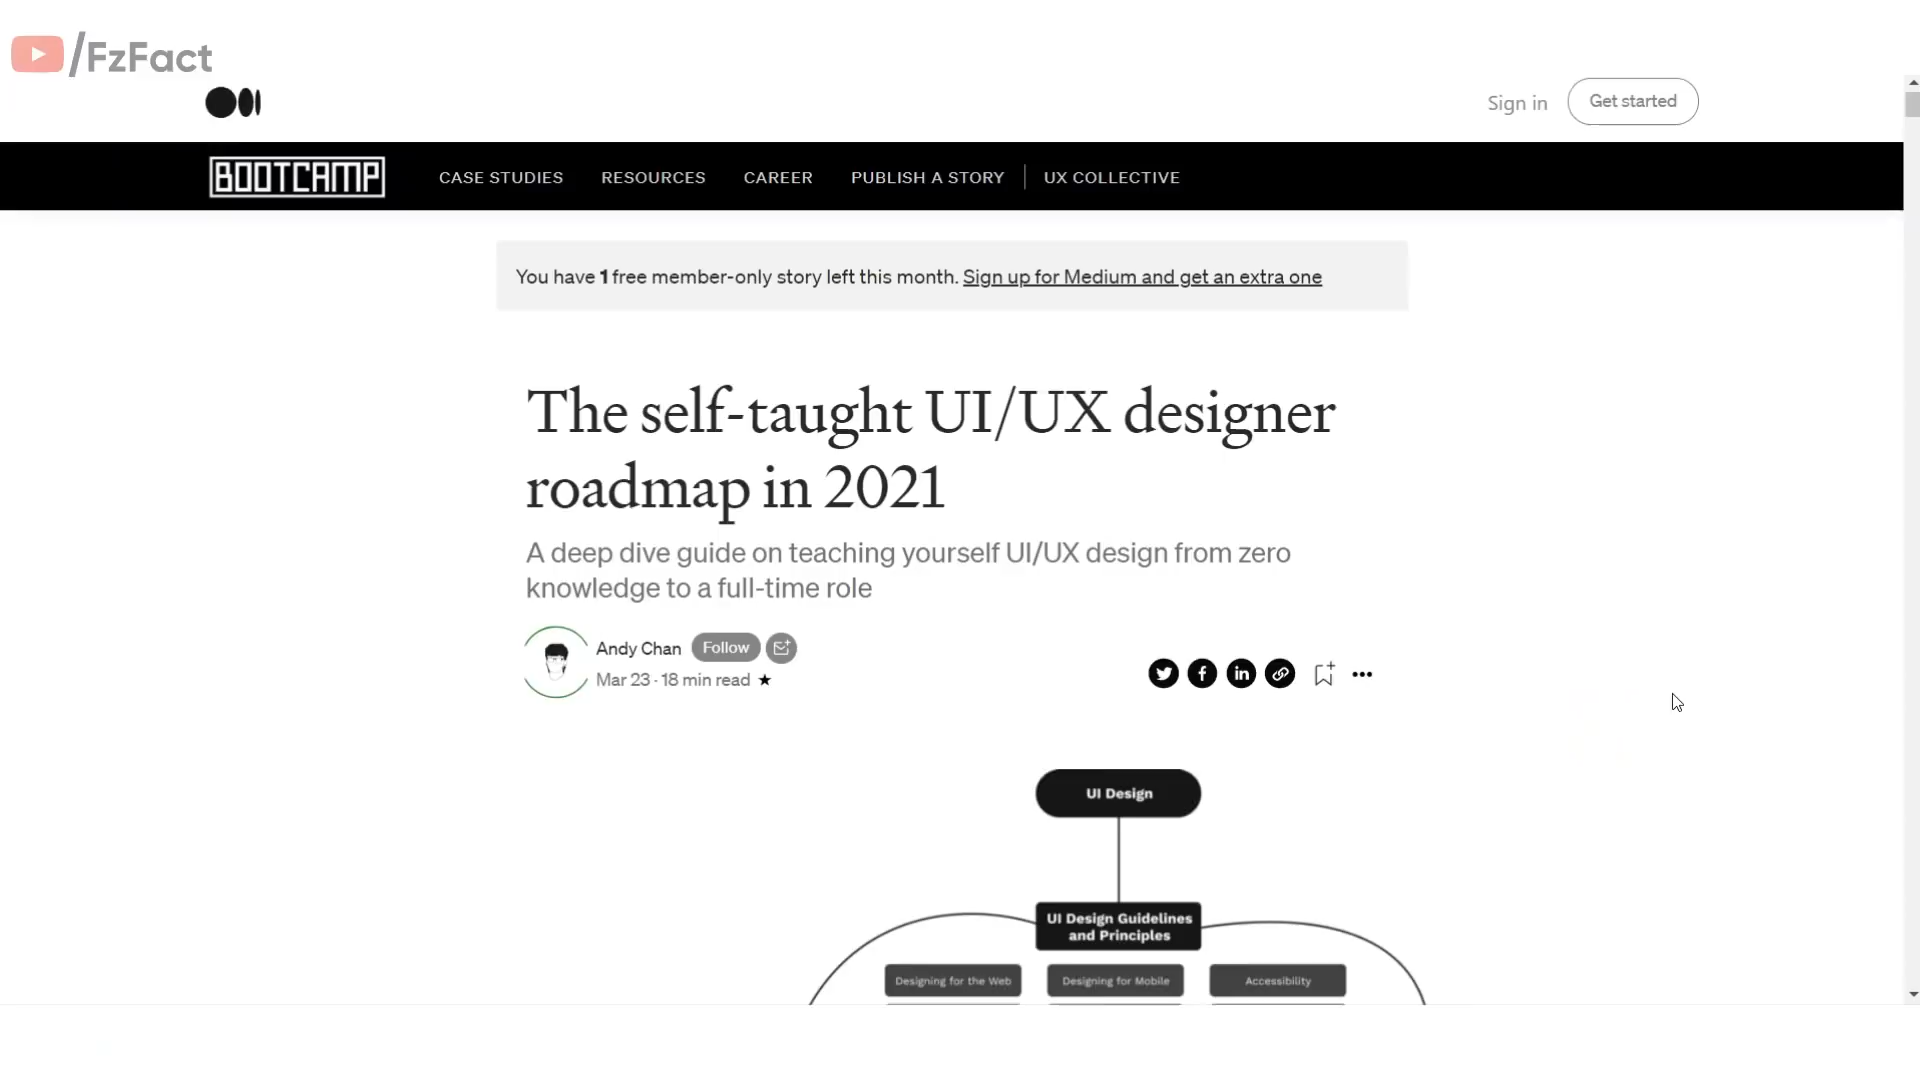 /FzFact
Sign in
Get started
BOOTCAMP
CASE STUDIES
RESOURCES
CAREER
PUBLISH A STORY
UX COLLECTIVE
You have 1 free member-only story left this month. Sign up for Medium and get an extra one
The self-taught UI/UX designer
roadmap in 2021
A deep dive guide on teaching yourself UI/UX design from zero
knowledge to a full-time role
Andy Chan
Follow
Mar 23 · 18 min read
UI Design
UI Design Guidelines
and Principles
Designing for the Web
Designing for Mobile
Accessibility